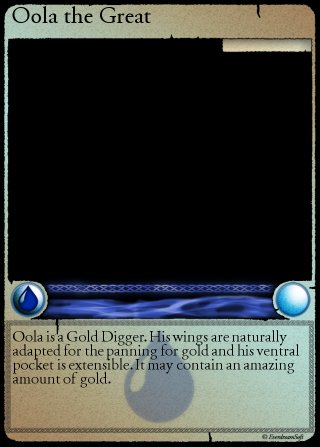 Oola the Great
Oola is a Gold Digger. His wings are naturally
adapted for the panning for gold and his ventral
pocket is extensible. It may contain an amazing
amount of gold.
© EverdreamSoft